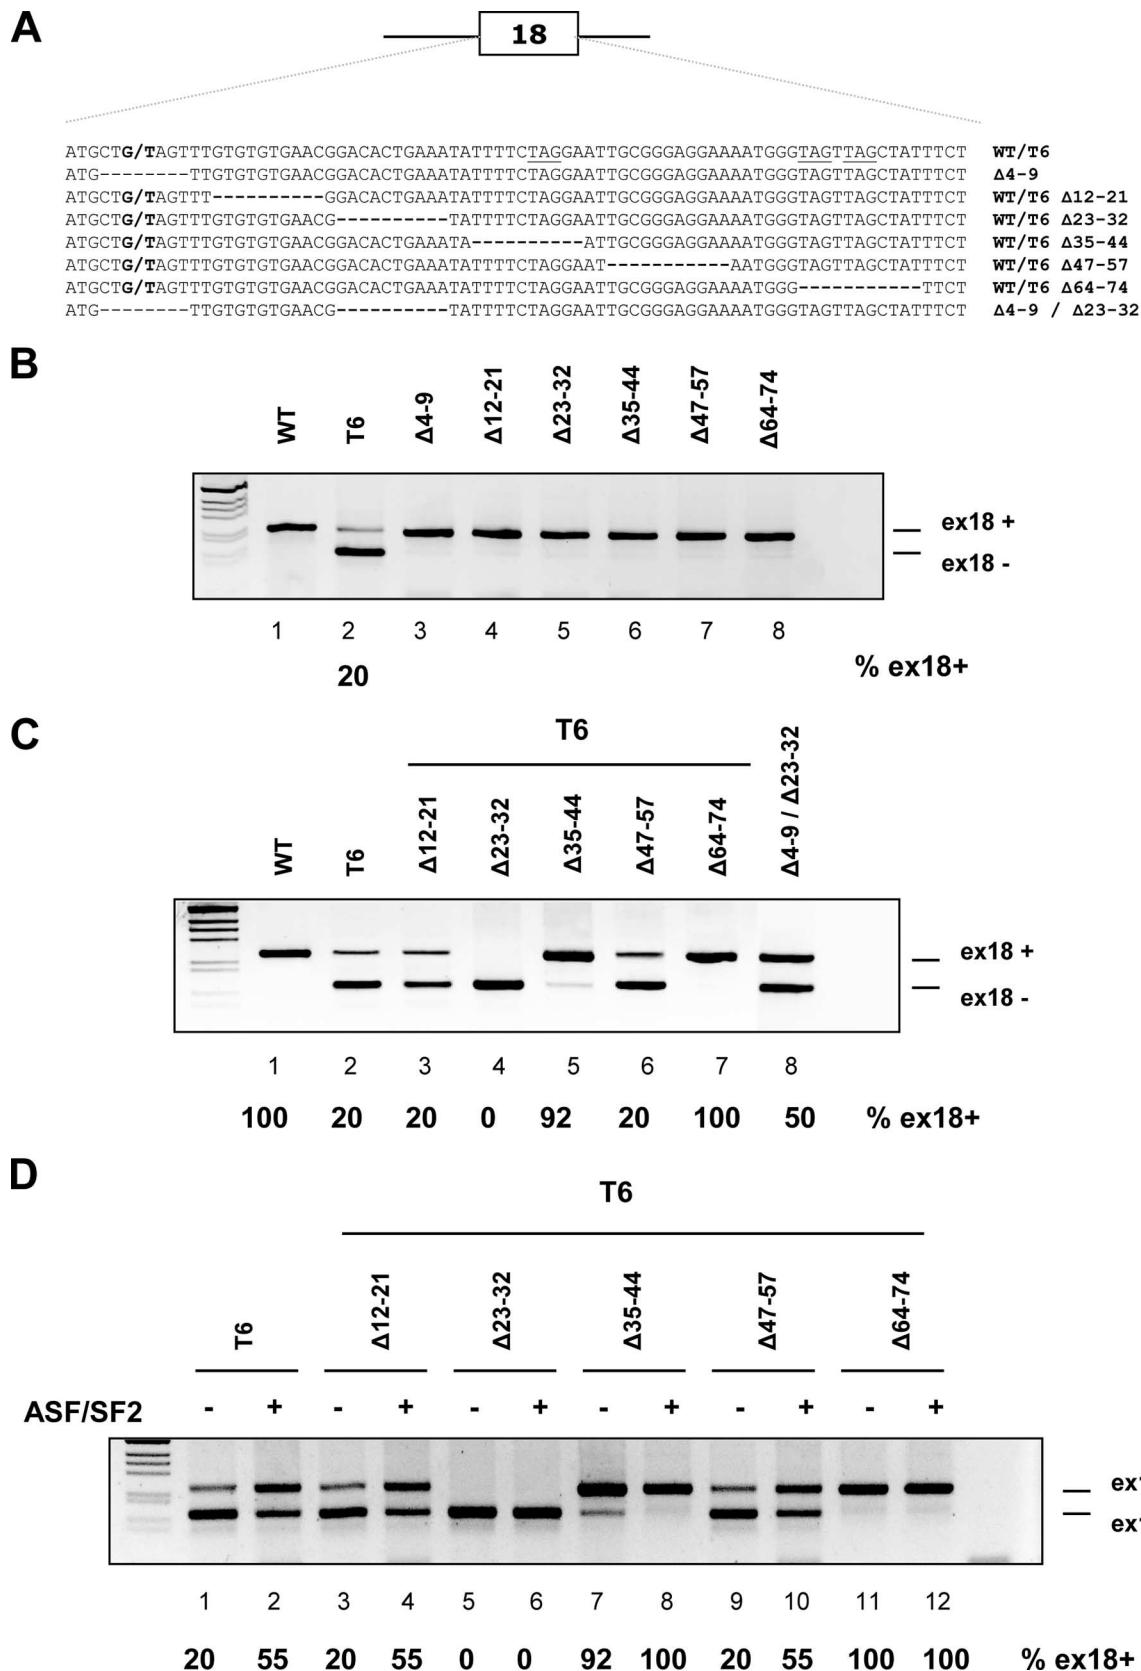 A
18
ATGCTG/TAGTTTGTGTGTGAACGGACACTGAAATATTTTCTAGGAATTGCGGGAGGAAAATGGGTAGTTAGCTATTTCT WT/T6
ATG--------TTGTGTGTGAACGGACACTGAAATATTTTCTAGGAATTGCGGGAGGAAAATGGGTAGTTAGCTATTTCT Δ4-9
ATGCTG/TAGTTT----------GGACACTGAAATATTTTCTAGGAATTGCGGGAGGAAAATGGGTAGTTAGCTATTTCT WT/T6 Δ12-21
ATGCTG/TAGTTTGTGTGTGAACG----------TATTTTCTAGGAATTGCGGGAGGAAAATGGGTAGTTAGCTATTTCT WT/T6 Δ23-32
ATGCTG/TAGTTTGTGTGTGAACGGACACTGAAATA----------ATTGCGGGAGGAAAATGGGTAGTTAGCTATTTCT WT/T6 Δ35-44
ATGCTG/TAGTTTGTGTGTGAACGGACACTGAAATATTTTCTAGGAAT-----------AATGGGTAGTTAGCTATTTCT WT/T6 Δ47-57
ATGCTG/TAGTTTGTGTGTGAACGGACACTGAAATATTTTCTAGGAATTGCGGGAGGAAAATGGG-----------TTCT WT/T6 Δ64-74
ATG--------TTGTGTGTGAACG----------TATTTTCTAGGAATTGCGGGAGGAAAATGGGTAGTTAGCTATTTCT Δ4-9 / Δ23-32
B
WT T6 Δ4-9 Δ12-21 Δ23-32 Δ35-44 Δ47-57 Δ64-74
ex18 +
ex18 -
1 2 3 4 5 6 7 8
20 % ex18+
C
T6
WT T6 Δ12-21 Δ23-32 Δ35-44 Δ47-57 Δ64-74 Δ4-9 / Δ23-32
ex18 +
ex18 -
1 2 3 4 5 6 7 8
100 20 20 0 92 20 100 50 % ex18+
D
T6
T6 Δ12-21 Δ23-32 Δ35-44 Δ47-57 Δ64-74
ASF/SF2 - + - + - + - + - + - +
ex
ex
1 2 3 4 5 6 7 8 9 10 11 12
20 55 20 55 0 0 92 100 20 55 100 100 % ex18+